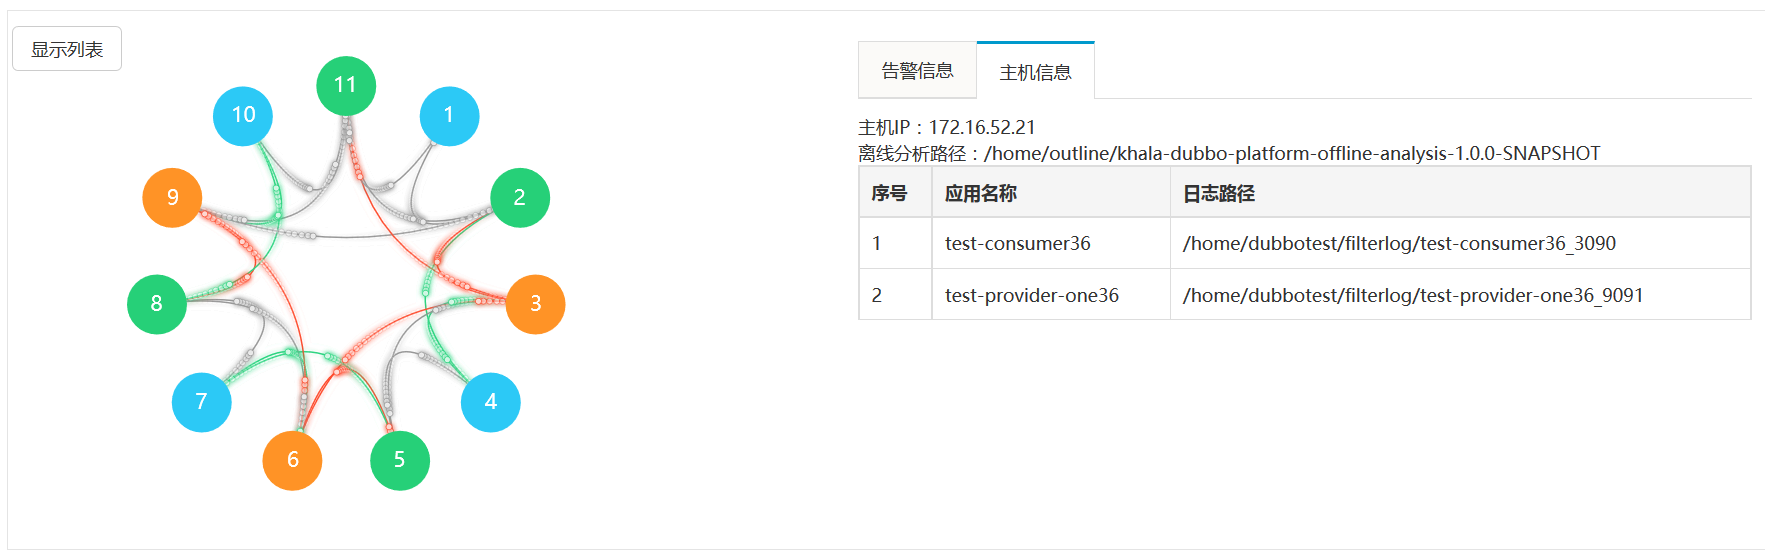 显示列表
11
10
1
9
2
8
3
7
4
6
5
告警信息 主机信息
主机IP：172.16.52.21
离线分析路径：/home/outline/khala-dubbo-platform-offline-analysis-1.0.0-SNAPSHOT
序号 应用名称 日志路径
1 test-consumer36 /home/dubbotest/filterlog/test-consumer36_3090
2 test-provider-one36 /home/dubbotest/filterlog/test-provider-one36_9091